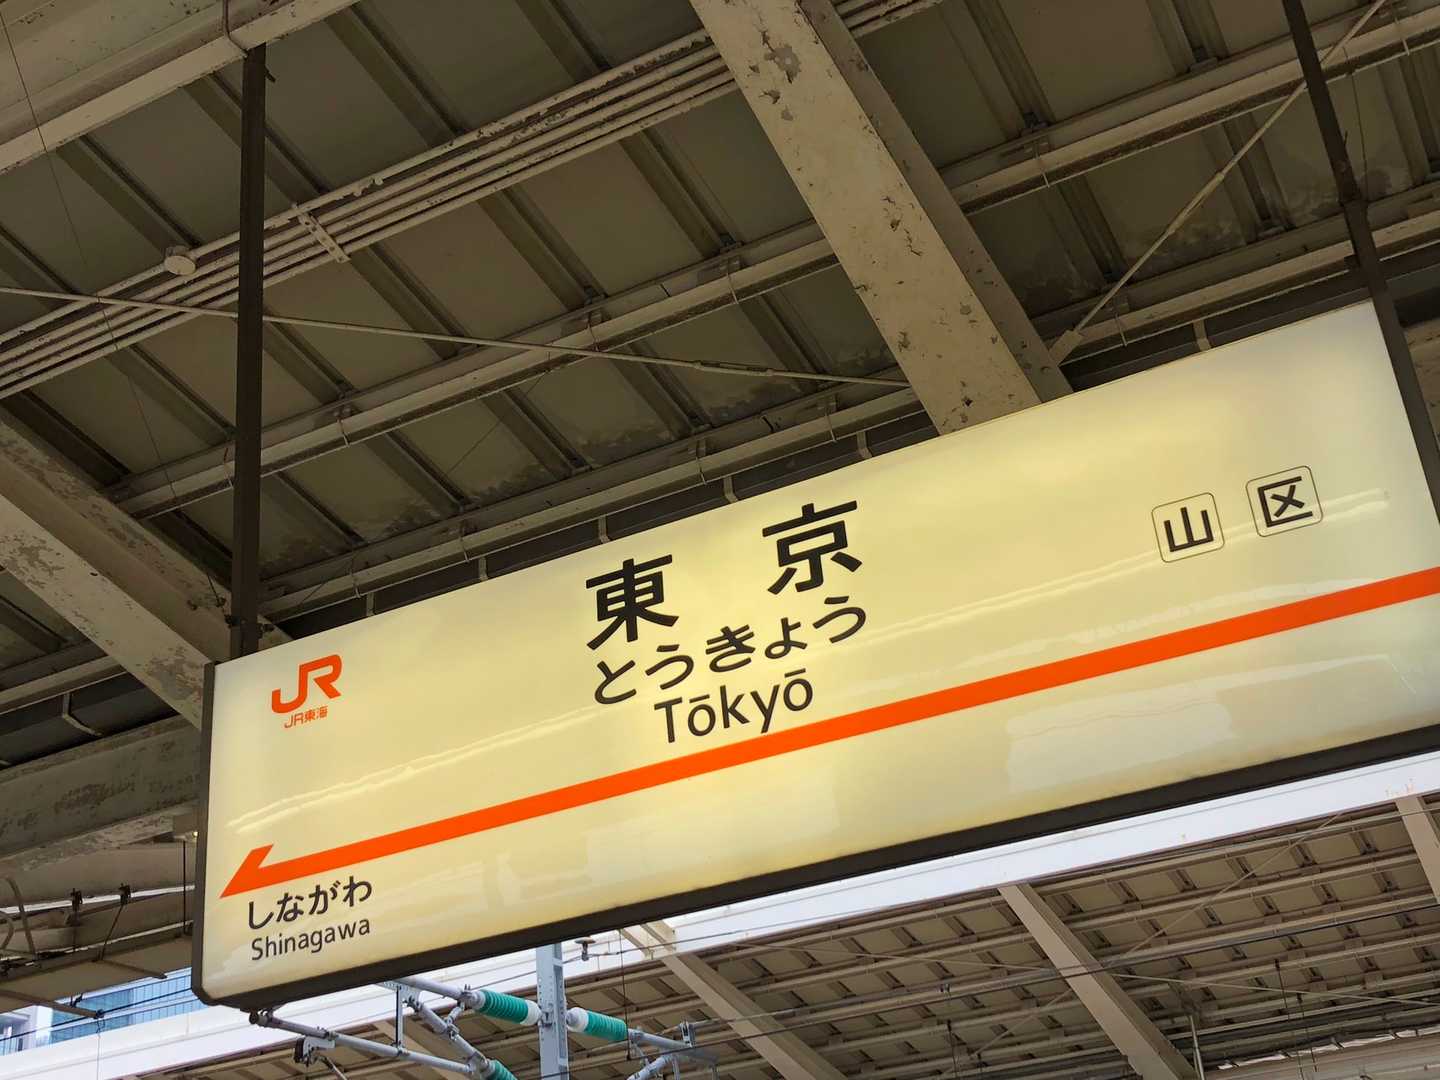 東京
とうきょう
Tōkyō
山 区
JR
JR東海
しながわ
Shinagawa